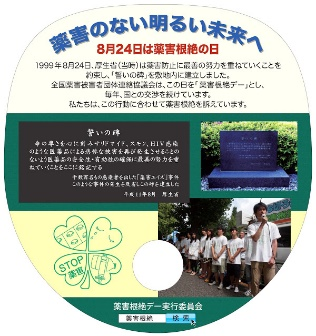 薬害のない明るい未来へ
8月24日は薬害根絶の日
1999年8月24日、厚生省(当時)は薬害防止に最善の努力を重ねていくことを
約束し、「誓いの碑」を敷地内に建立しました。
全国薬害被害者団体連絡協議会は、この日を「薬害根絶デー」とし、
毎年、国との交渉を続けています。
私たちは、この行動に合わせて薬害根絶を訴えています。
誓いの碑
命の尊さを心に刻みサリドマイド、スモン、HIV感染
のような医薬品による悲惨な被害を再び発生させることの
ないよう医薬品の安全性・有効性の確保に最善の努力を重
ねていくことをここに銘記する
千数百名もの感染者を出した「薬害エイズ」事件
このような事件の発生を反省しこの碑を建立した
平成11年8月 厚生省
STOP
薬害
薬害根絶デー実行委員会
薬害根絶 検索